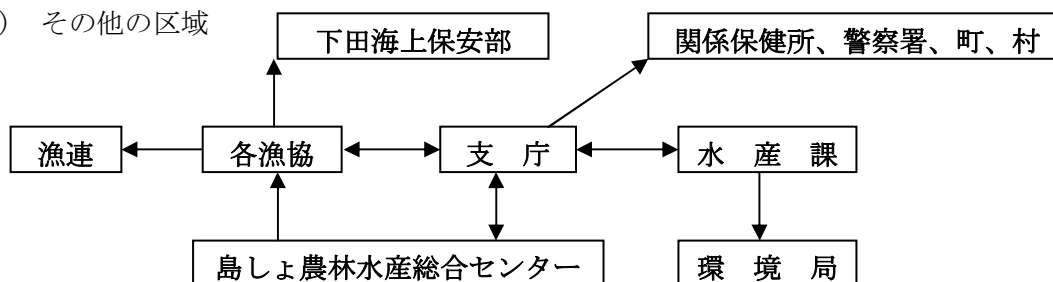 ） その他の区域
下田海上保安部
関係保健所、警察署、町、村
漁連
各漁協
支 庁
水 産 課
島しょ農林水産総合センター
環 境 局